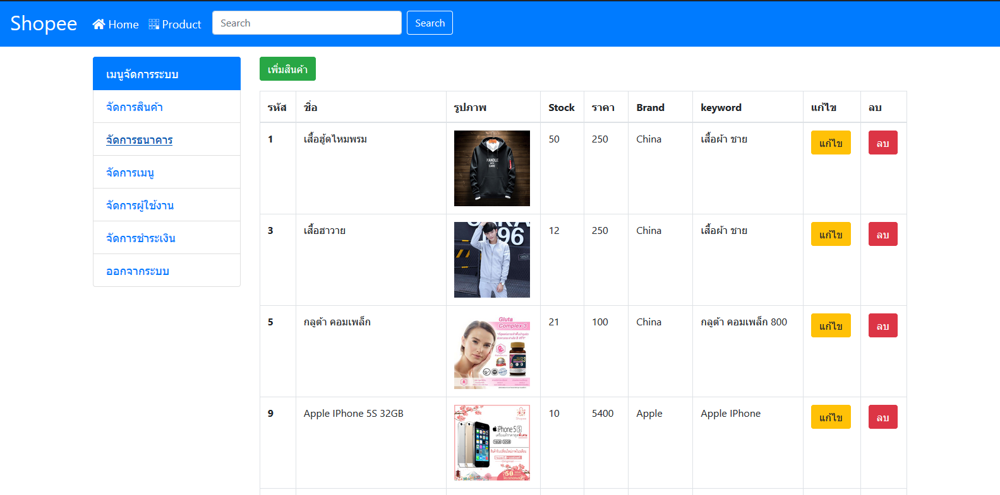 Shopee Home Product Search Search
เมนูจัดการระบบ
จัดการสินค้า
จัดการธนาคาร
จัดการเมนู
จัดการผู้ใช้งาน
จัดการชำระเงิน
ออกจากระบบ
เพิ่มสินค้า
รหัส ชื่อ รูปภาพ Stock ราคา Brand keyword แก้ไข ลบ
1 เสื้อฮู้ดไหมพรม 50 250 China เสื้อผ้า ชาย แก้ไข ลบ
HANDLE
WITH
CARE
3 เสื้อฮาวาย 12 250 China เสื้อผ้า ชาย แก้ไข ลบ
96
5 กลูต้า คอมเพล็ก 21 100 China กลูต้า คอมเพล็ก 800 แก้ไข ลบ
Gluta
Complex 3
9 Apple IPhone 5S 32GB 10 5400 Apple Apple IPhone แก้ไข ลบ
Shopee
iPhone 5S
16GB 32GB
50